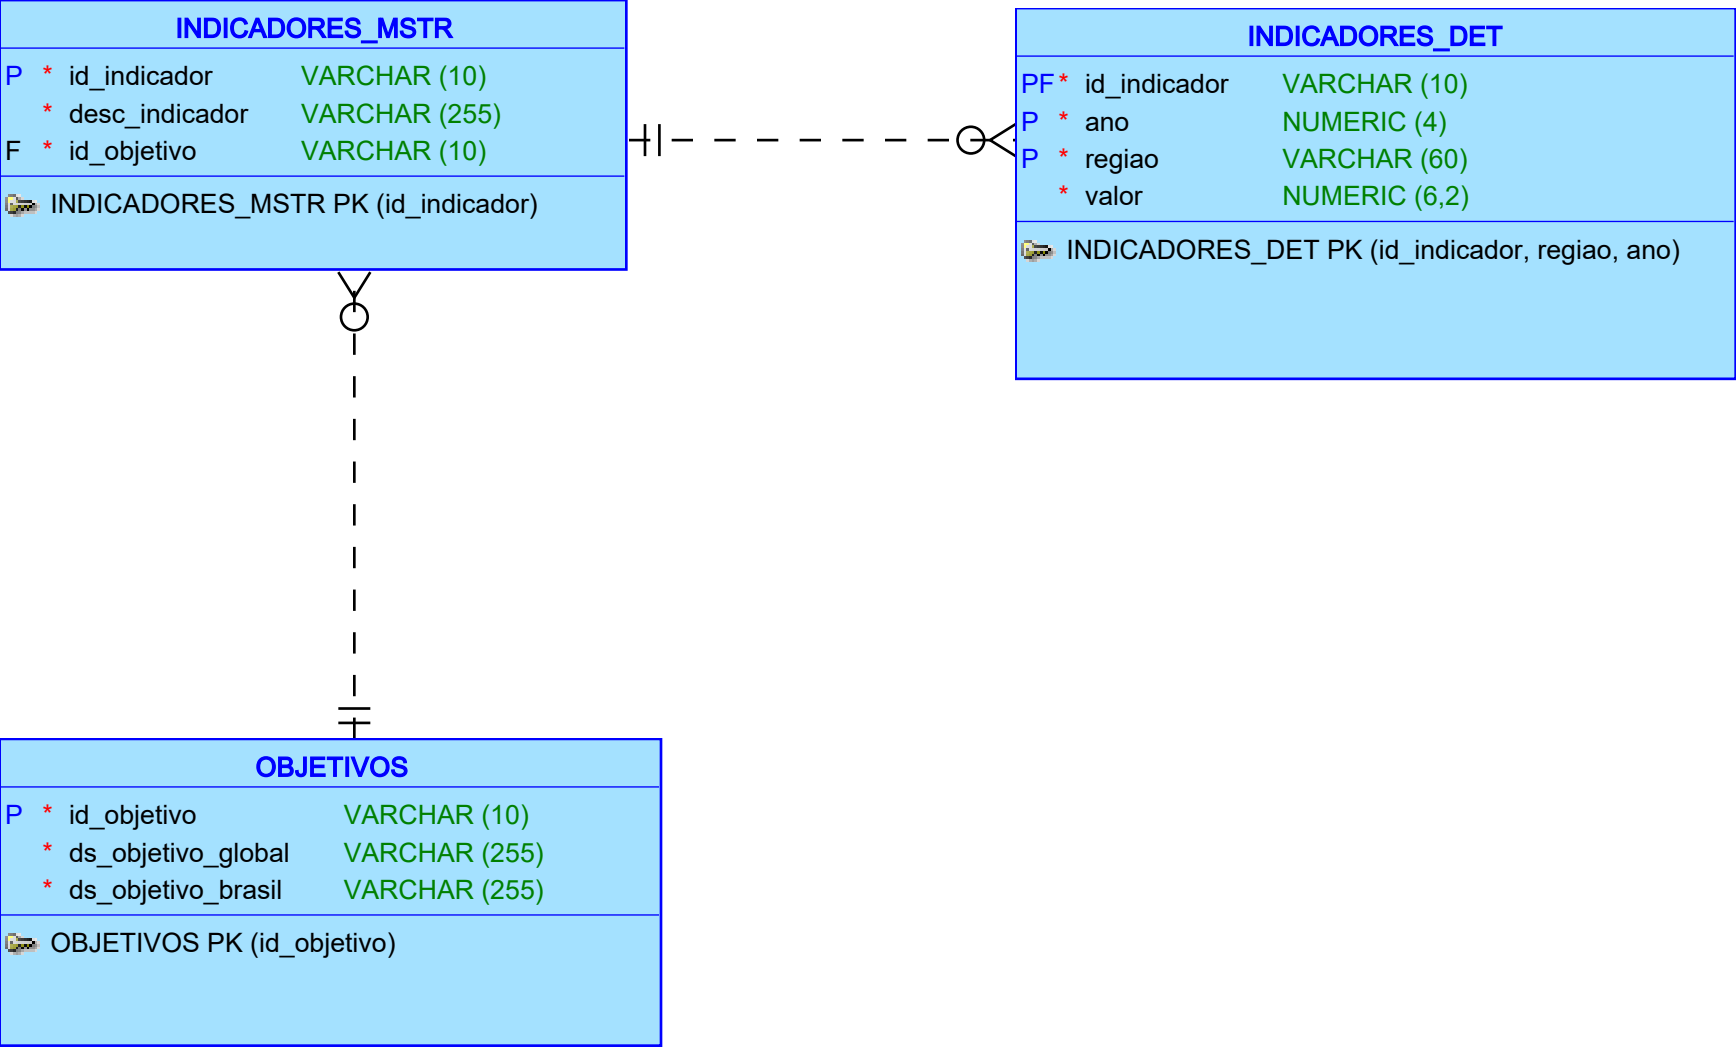 INDICADORES_MSTR
P * id_indicador VARCHAR (10)
* desc_indicador VARCHAR (255)
F * id_objetivo VARCHAR (10)
INDICADORES_MSTR PK (id_indicador)
INDICADORES_DET
PF * id_indicador VARCHAR (10)
P * ano NUMERIC (4)
P * regiao VARCHAR (60)
* valor NUMERIC (6,2)
INDICADORES_DET PK (id_indicador, regiao, ano)
OBJETIVOS
P * id_objetivo VARCHAR (10)
* ds_objetivo_global VARCHAR (255)
* ds_objetivo_brasil VARCHAR (255)
OBJETIVOS PK (id_objetivo)